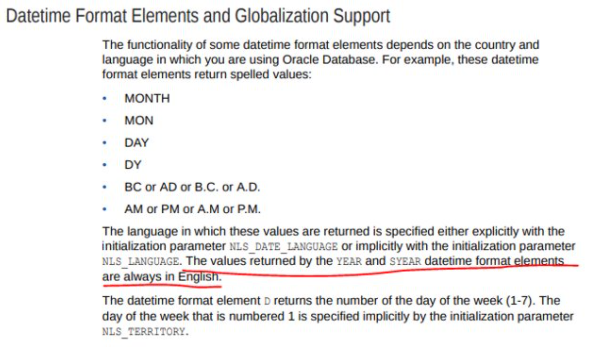 Datetime Format Elements and Globalization Support
The functionality of some datetime format elements depends on the country and
language in which you are using Oracle Database. For example, these datetime
format elements return spelled values:
• MONTH
• MON
• DAY
• DY
• BC or AD or B.C. or A.D.
• AM or PM or A.M or P.M.
The language in which these values are returned is specified either explicitly with the
initialization parameter NLS_DATE_LANGUAGE or implicitly with the initialization parameter
NLS_LANGUAGE. The values returned by the YEAR and SYEAR datetime format elements
are always in English.
The datetime format element D returns the number of the day of the week (1-7). The
day of the week that is numbered 1 is specified implicitly by the initialization parameter
NLS_TERRITORY.